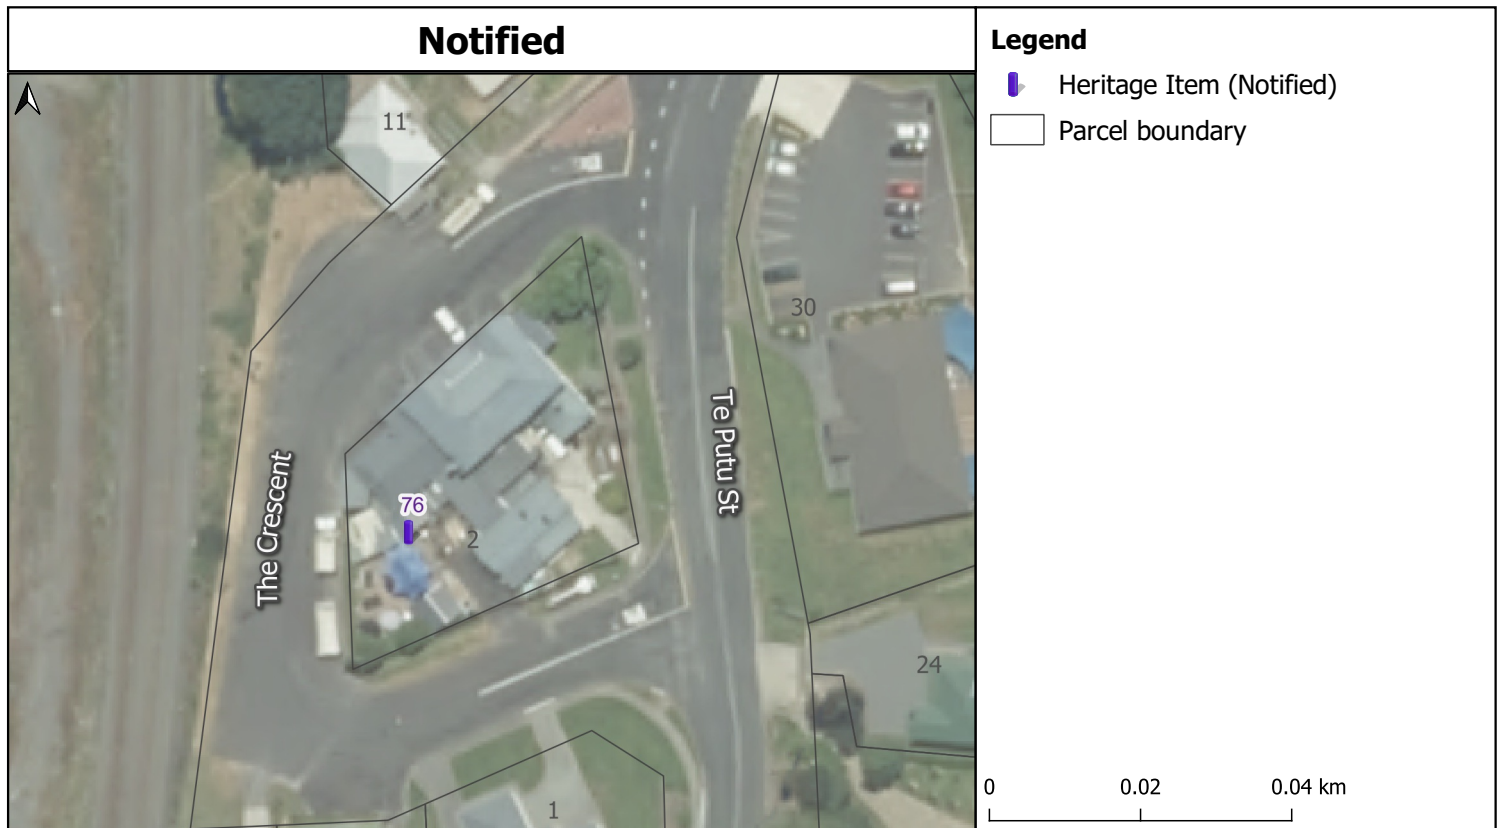 Notified
Legend
Heritage Item (Notified)
Parcel boundary
11
30
Te Putu St
The Crescent
76
2
24
1
0 0.02 0.04 km